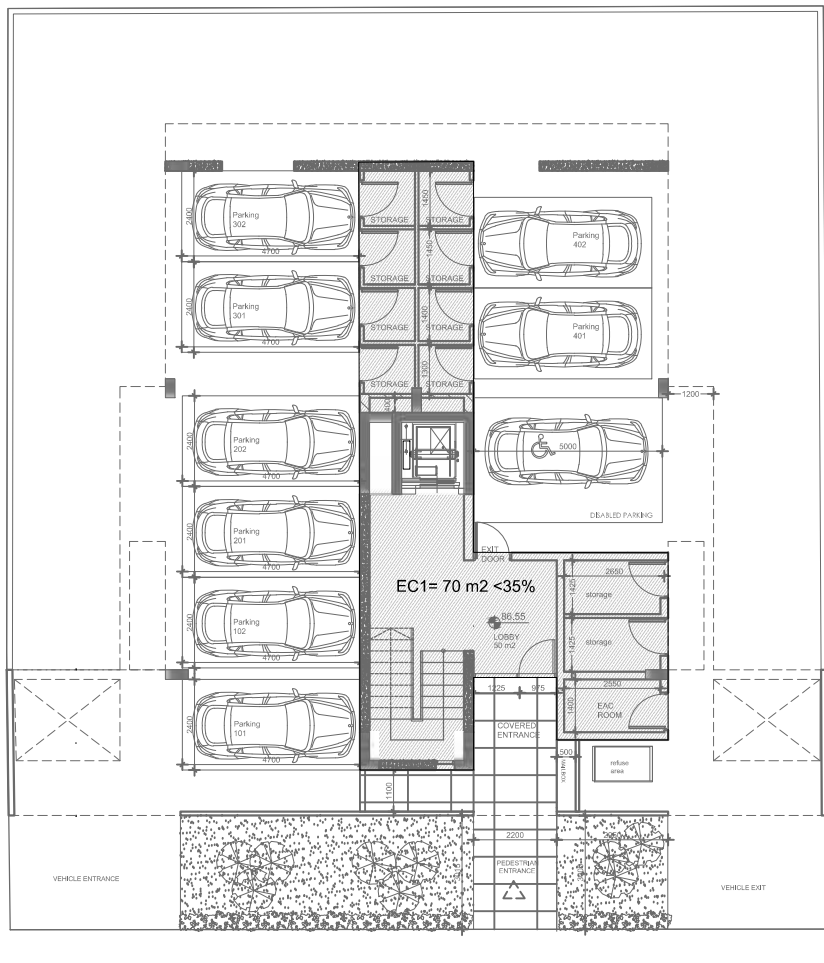 Parking
302
2400
4700
STORAGE
STORAGE
1450
Parking
402
STORAGE
STORAGE
1450
Parking
301
2400
4700
STORAGE
STORAGE
1400
Parking
401
STORAGE
STORAGE
1300
1200
Parking
202
2400
4700
5000
DISABLED PARKING
Parking
201
2400
4700
EXIT
DOOR
EC1= 70 m2 <35%
2650
1425
storage
86.55
LOBBY
50 m2
Parking
102
2400
4700
1425
storage
2550
1225
975
1400
EAC
ROOM
Parking
101
2400
COVERED
ENTRANCE
500
MAILBOX
refuse
area
1100
2200
PEDESTRIAN
ENTRANCE
VEHICLE ENTRANCE
VEHICLE EXIT